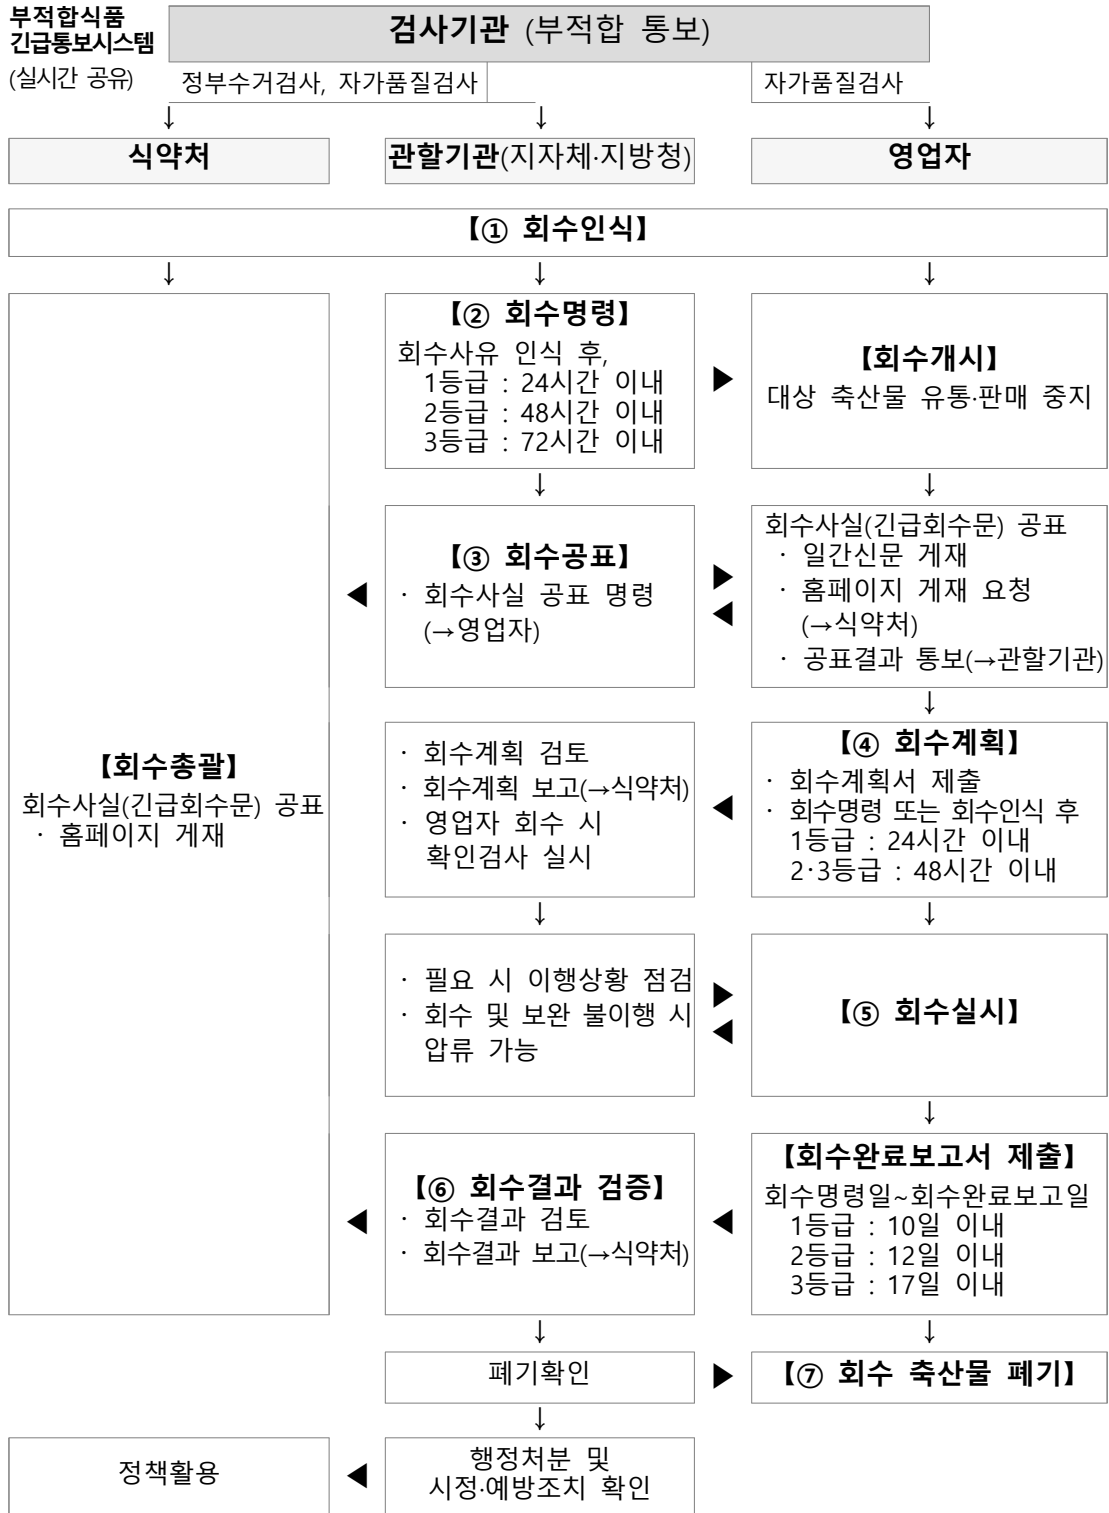 부적합식품
긴급통보시스템
(실시간 공유)
검사기관 (부적합 통보)
정부수거검사, 자가품질검사
자가품질검사
↓ ↓ ↓
식약처
관할기관(지자체·지방청)
영업자
【① 회수인식】
↓ ↓ ↓
【② 회수명령】
회수사유 인식 후,
1등급 : 24시간 이내
2등급 : 48시간 이내
3등급 : 72시간 이내
▶
【회수개시】
대상 축산물 유통·판매 중지
↓ ↓
◀
【③ 회수공표】
· 회수사실 공표 명령
(→영업자)
▶
◀
회수사실(긴급회수문) 공표
· 일간신문 게재
· 홈페이지 게재 요청
(→식약처)
· 공표결과 통보(→관할기관)
↓
【회수총괄】
회수사실(긴급회수문) 공표
· 홈페이지 게재
· 회수계획 검토
· 회수계획 보고(→식약처)
· 영업자 회수 시
확인검사 실시
◀
【④ 회수계획】
· 회수계획서 제출
· 회수명령 또는 회수인식 후
1등급 : 24시간 이내
2·3등급 : 48시간 이내
↓ ↓
· 필요 시 이행상황 점검
· 회수 및 보완 불이행 시
압류 가능
▶
◀
【⑤ 회수실시】
↓
◀
【⑥ 회수결과 검증】
· 회수결과 검토
· 회수결과 보고(→식약처)
◀
【회수완료보고서 제출】
회수명령일~회수완료보고일
1등급 : 10일 이내
2등급 : 12일 이내
3등급 : 17일 이내
↓ ↓
폐기확인
▶
【⑦ 회수 축산물 폐기】
↓
정책활용
◀
행정처분 및
시정·예방조치 확인